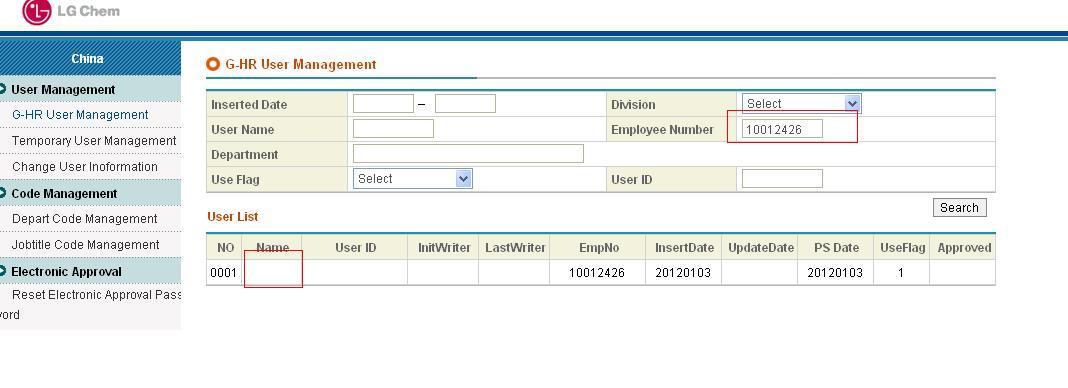 LG Chem
China
User Management
G-HR User Management
Temporary User Management
Change User Inoformation
Code Management
Depart Code Management
Jobtitle Code Management
Electronic Approval
Reset Electronic Approval Pass
word
G-HR User Management
Inserted Date – Division Select
User Name Employee Number 10012426
Department
Use Flag Select User ID
Search
User List
NO Name User ID InitWriter LastWriter EmpNo InsertDate UpdateDate PS Date UseFlag Approved
0001 10012426 20120103 20120103 1